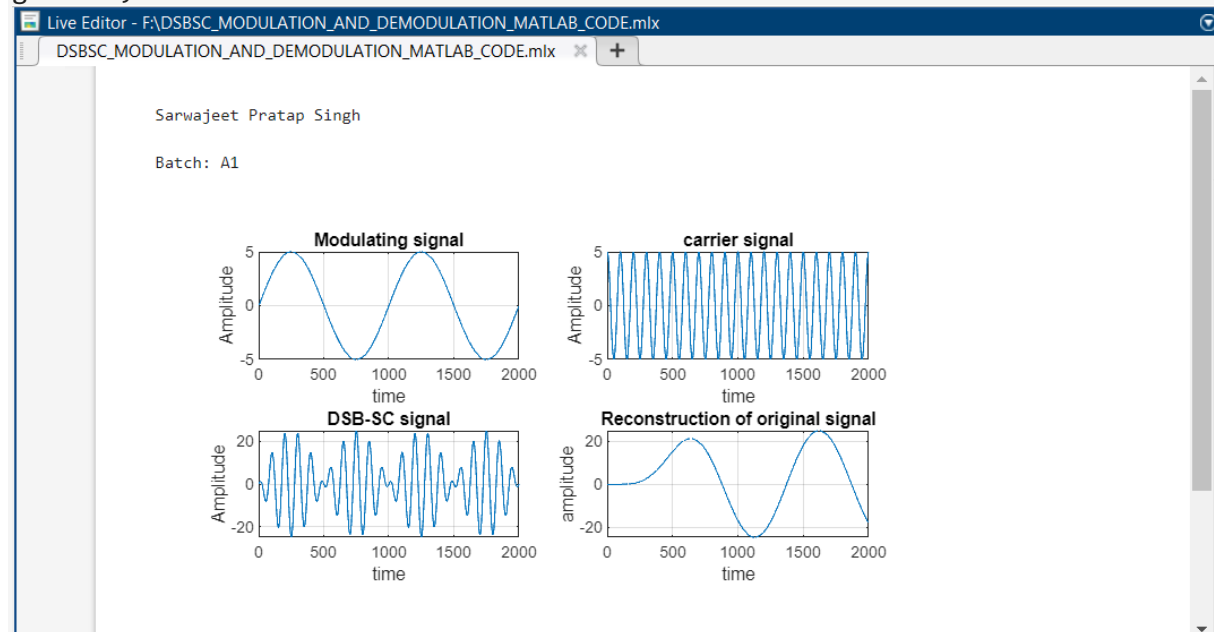 Live Editor - F:\DSBSC_MODULATION_AND_DEMODULATION_MATLAB_CODE.mlx
DSBSC_MODULATION_AND_DEMODULATION_MATLAB_CODE.mlx
Sarwajeet Pratap Singh
Batch: A1
Modulating signal
5
0
-5
Amplitude
0 500 1000 1500 2000
time
carrier signal
5
0
-5
Amplitude
0 500 1000 1500 2000
time
DSB-SC signal
20
0
-20
Amplitude
0 500 1000 1500 2000
time
Reconstruction of original signal
20
0
-20
amplitude
0 500 1000 1500 2000
time